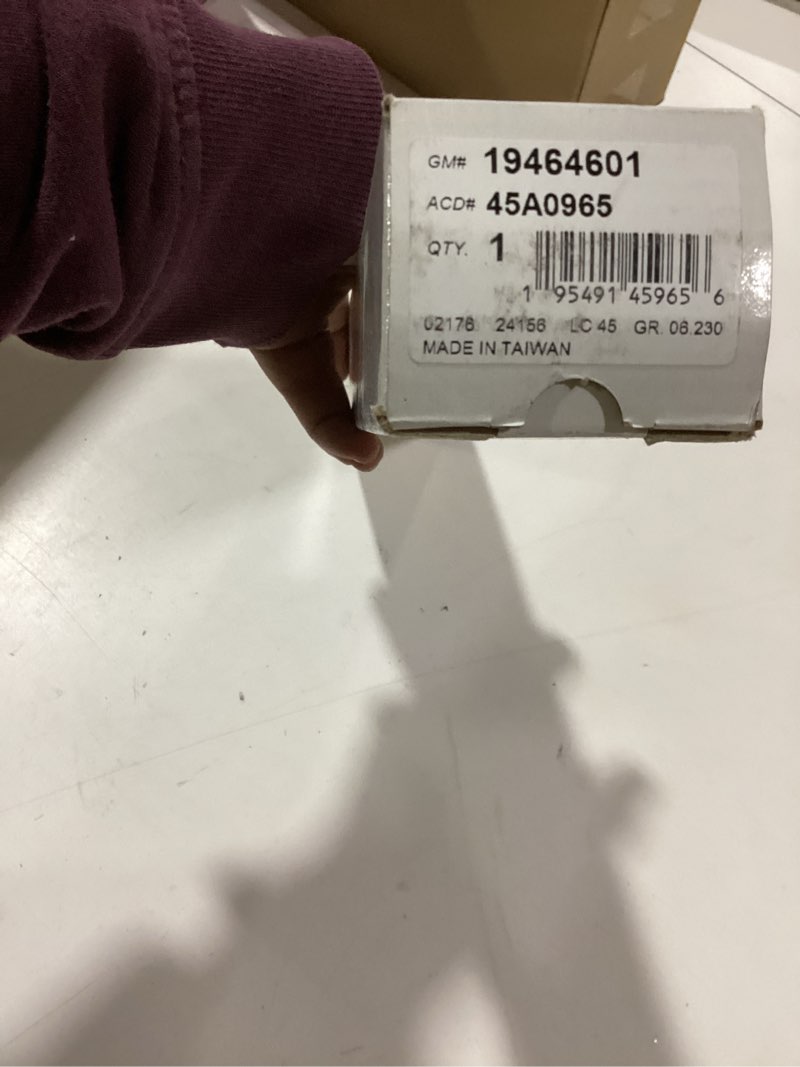 GM# 19464601
ACD# 45A0965
QTY. 1
1 95491 45965 6
02176 24156 LC 45 GR. 06.230
MADE IN TAIWAN